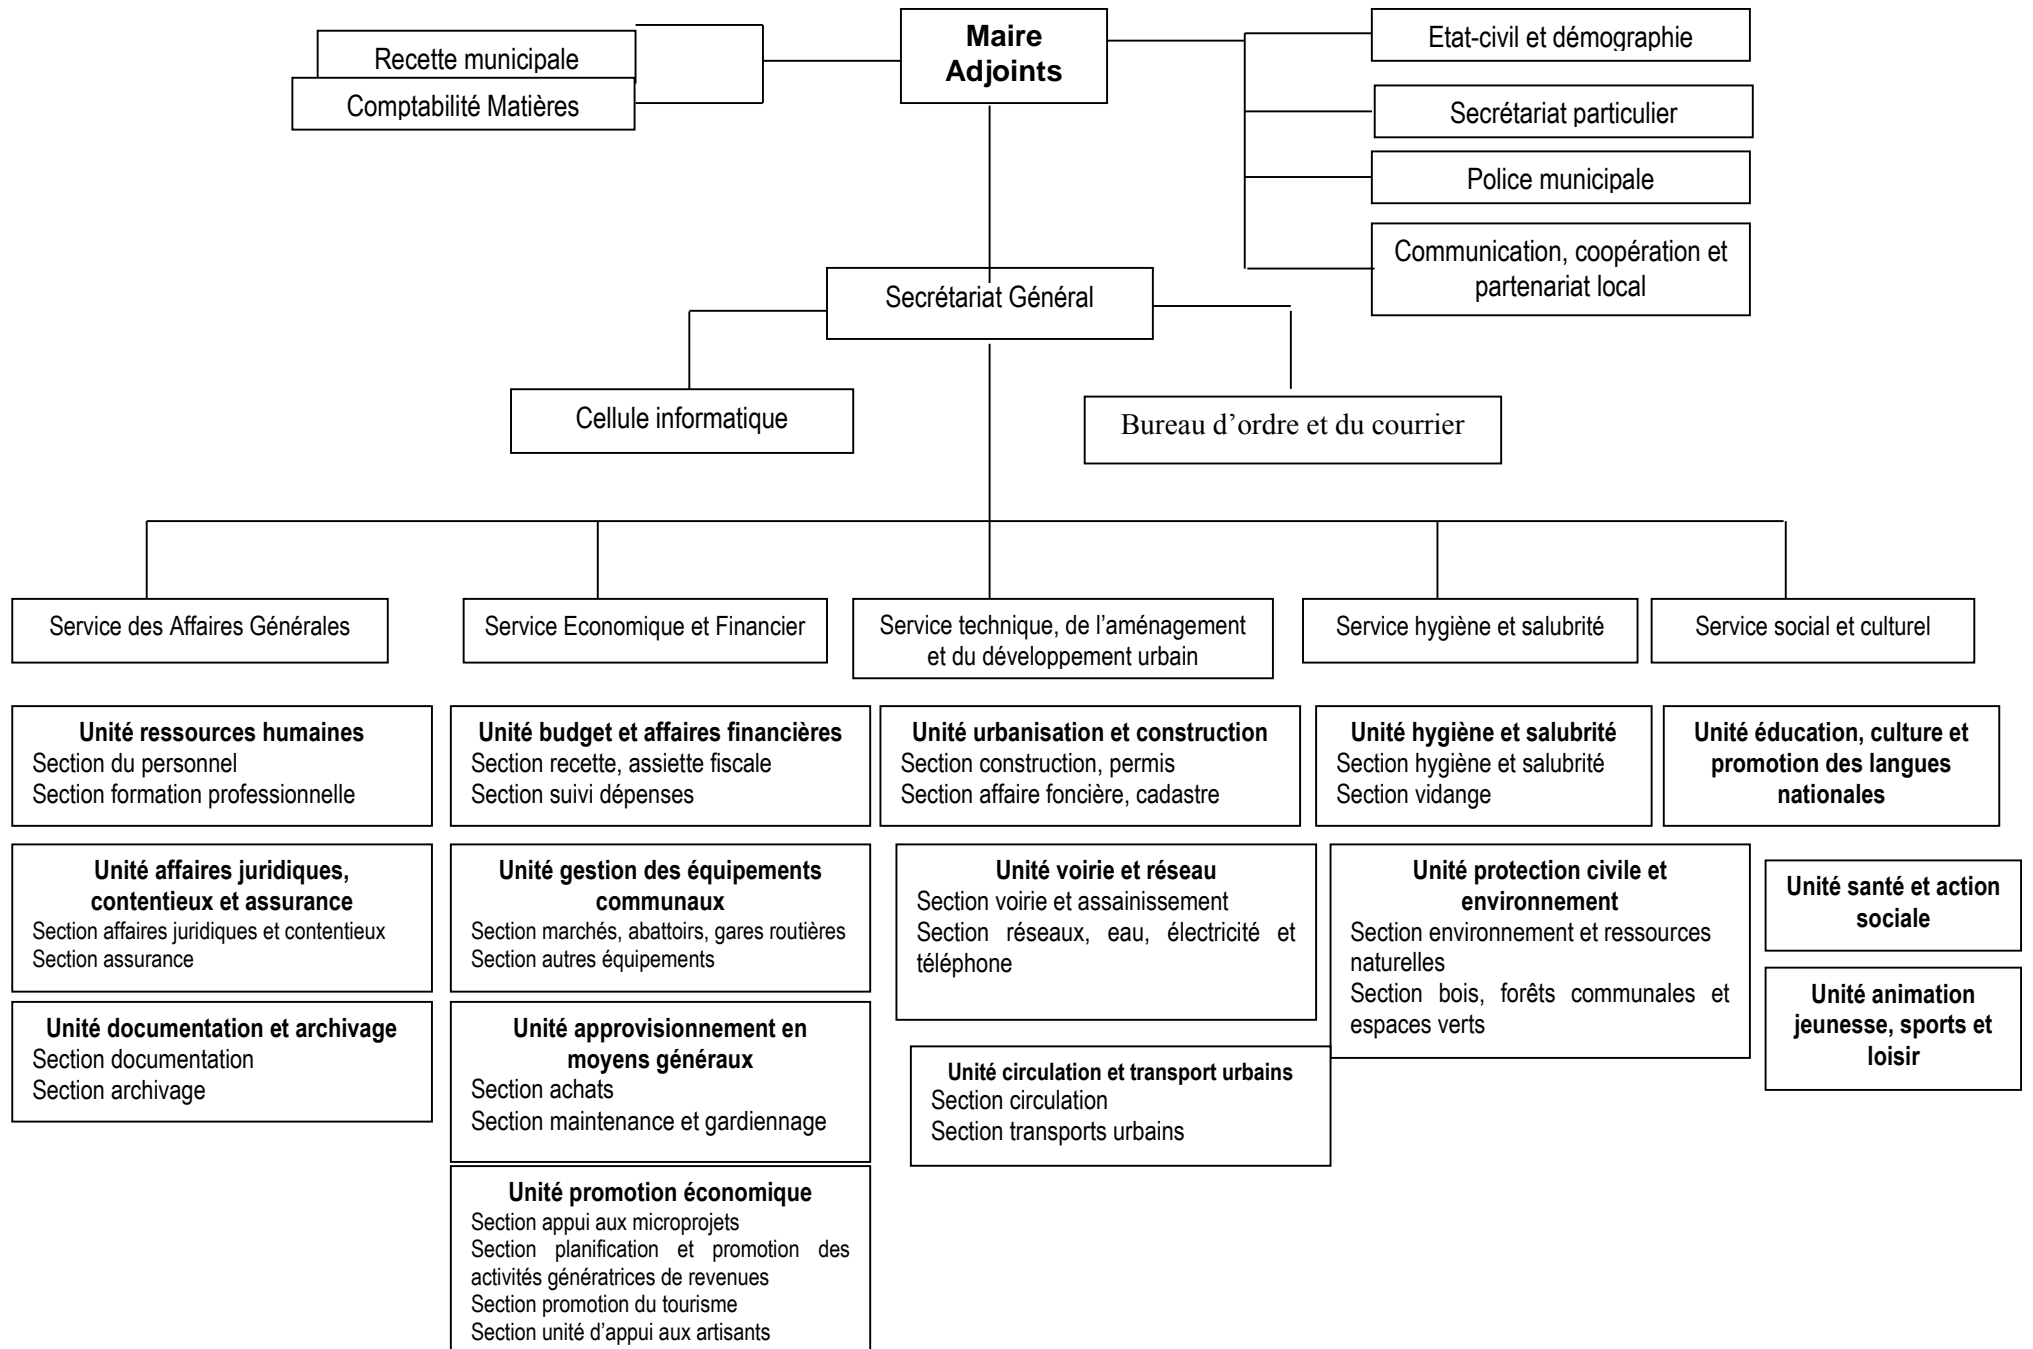 Maire
Adjoints
Recette municipale
Comptabilité Matières
Etat-civil et démographie
Secrétariat particulier
Police municipale
Communication, coopération et
partenariat local
Secrétariat Général
Cellule informatique
Bureau d’ordre et du courrier
Service des Affaires Générales
Service Economique et Financier
Service technique, de l’aménagement
et du développement urbain
Service hygiène et salubrité
Service social et culturel
Unité ressources humaines
Section du personnel
Section formation professionnelle
Unité affaires juridiques,
contentieux et assurance
Section affaires juridiques et contentieux
Section assurance
Unité documentation et archivage
Section documentation
Section archivage
Unité budget et affaires financières
Section recette, assiette fiscale
Section suivi dépenses
Unité gestion des équipements
communaux
Section marchés, abattoirs, gares routières
Section autres équipements
Unité approvisionnement en
moyens généraux
Section achats
Section maintenance et gardiennage
Unité promotion économique
Section appui aux microprojets
Section planification et promotion des
activités génératrices de revenues
Section promotion du tourisme
Section unité d’appui aux artisants
Unité urbanisation et construction
Section construction, permis
Section affaire foncière, cadastre
Unité voirie et réseau
Section voirie et assainissement
Section réseaux, eau, électricité et
téléphone
Unité circulation et transport urbains
Section circulation
Section transports urbains
Unité hygiène et salubrité
Section hygiène et salubrité
Section vidange
Unité protection civile et
environnement
Section environnement et ressources
naturelles
Section bois, forêts communales et
espaces verts
Unité éducation, culture et
promotion des langues
nationales
Unité santé et action
sociale
Unité animation
jeunesse, sports et
loisir